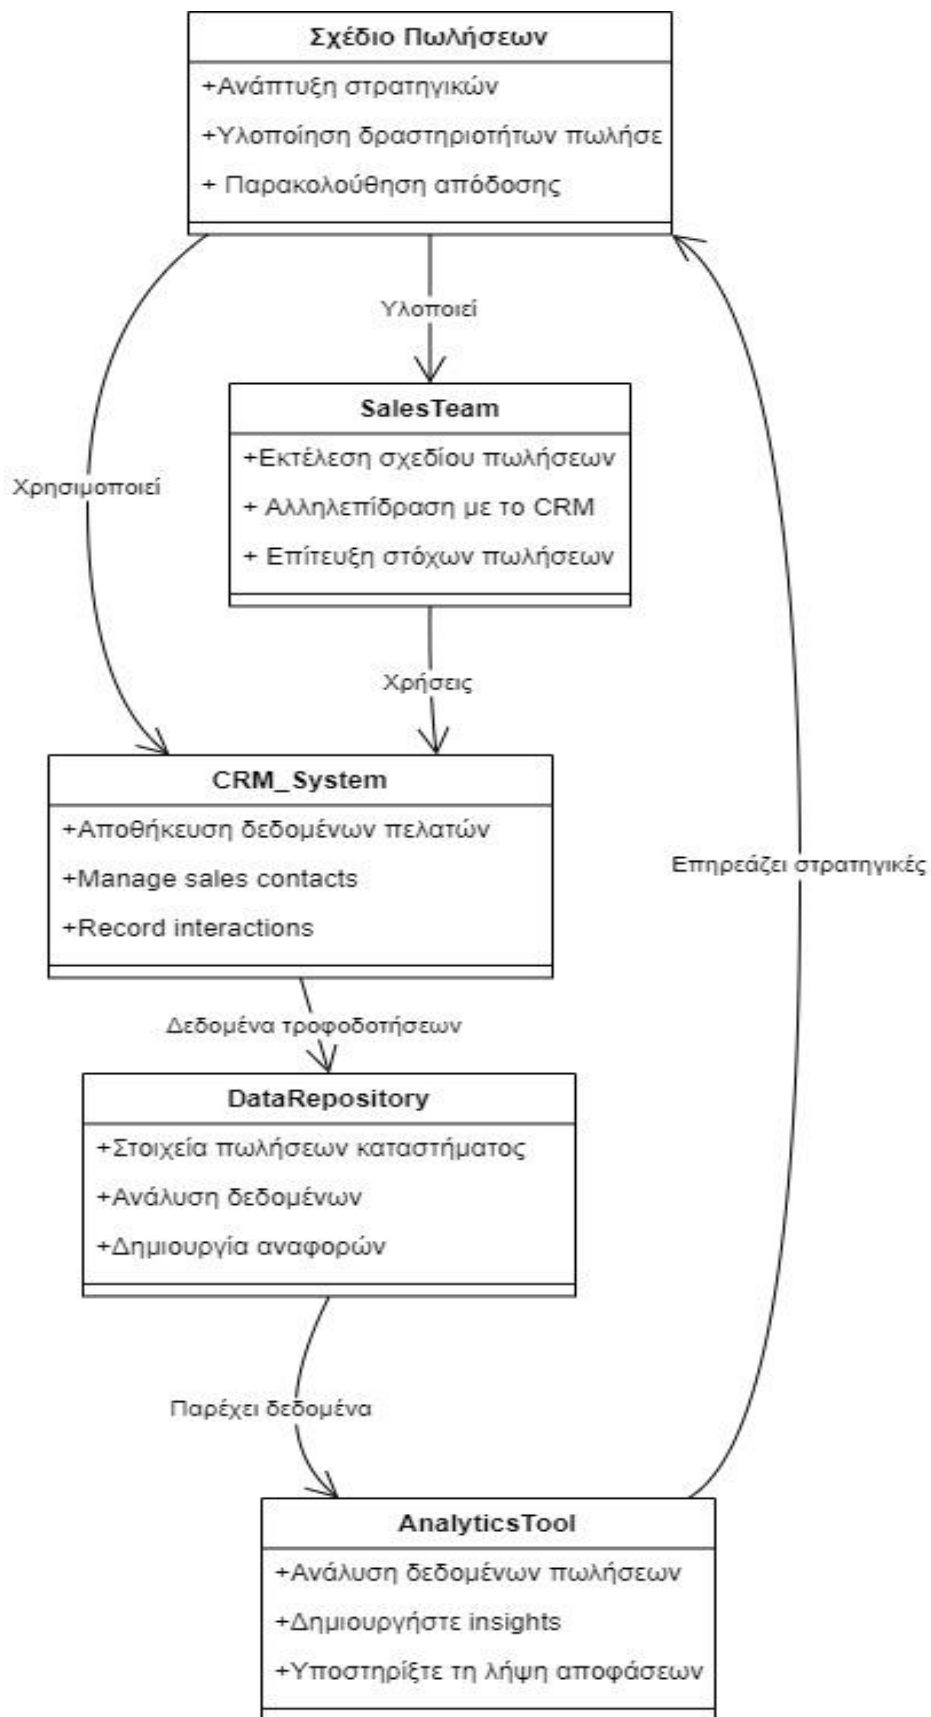 Σχέδιο Πωλήσεων
+Ανάπτυξη στρατηγικών
+Υλοποίηση δραστηριοτήτων πωλήσε
+ Παρακολούθηση απόδοσης
Υλοποιεί
SalesTeam
+Εκτέλεση σχεδίου πωλήσεων
+ Αλληλεπίδραση με το CRM
+ Επίτευξη στόχων πωλήσεων
Χρησιμοποιεί
Χρήσεις
CRM_System
+Αποθήκευση δεδομένων πελατών
+Manage sales contacts
+Record interactions
Επηρεάζει στρατηγικές
Δεδομένα τροφοδοτήσεων
DataRepository
+Στοιχεία πωλήσεων καταστήματος
+Ανάλυση δεδομένων
+Δημιουργία αναφορών
Παρέχει δεδομένα
AnalyticsTool
+Ανάλυση δεδομένων πωλήσεων
+Δημιουργήστε insights
+Υποστηρίξτε τη λήψη αποφάσεων